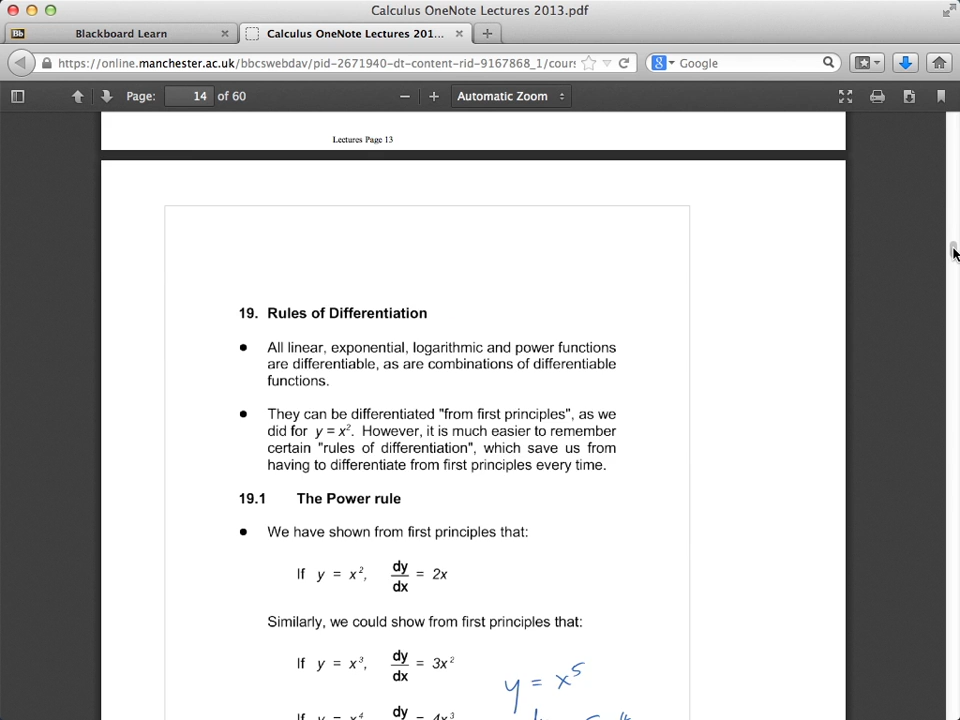 Calculus OneNote Lectures 2013.pdf
Blackboard Learn
Calculus OneNote Lectures 201...
https://online.manchester.ac.uk/bbcswebdav/pid-2671940-dt-content-rid-9167868_1/cours
Google
Page: 14 of 60
Automatic Zoom
Lectures Page 13
19. Rules of Differentiation
● All linear, exponential, logarithmic and power functions
are differentiable, as are combinations of differentiable
functions.
● They can be differentiated "from first principles", as we
did for y = x². However, it is much easier to remember
certain "rules of differentiation", which save us from
having to differentiate from first principles every time.
19.1 The Power rule
● We have shown from first principles that:
If y = x², dy/dx = 2x
Similarly, we could show from first principles that:
If y = x³, dy/dx = 3x²
y = x⁵
If y = x⁴, dy = 4x³